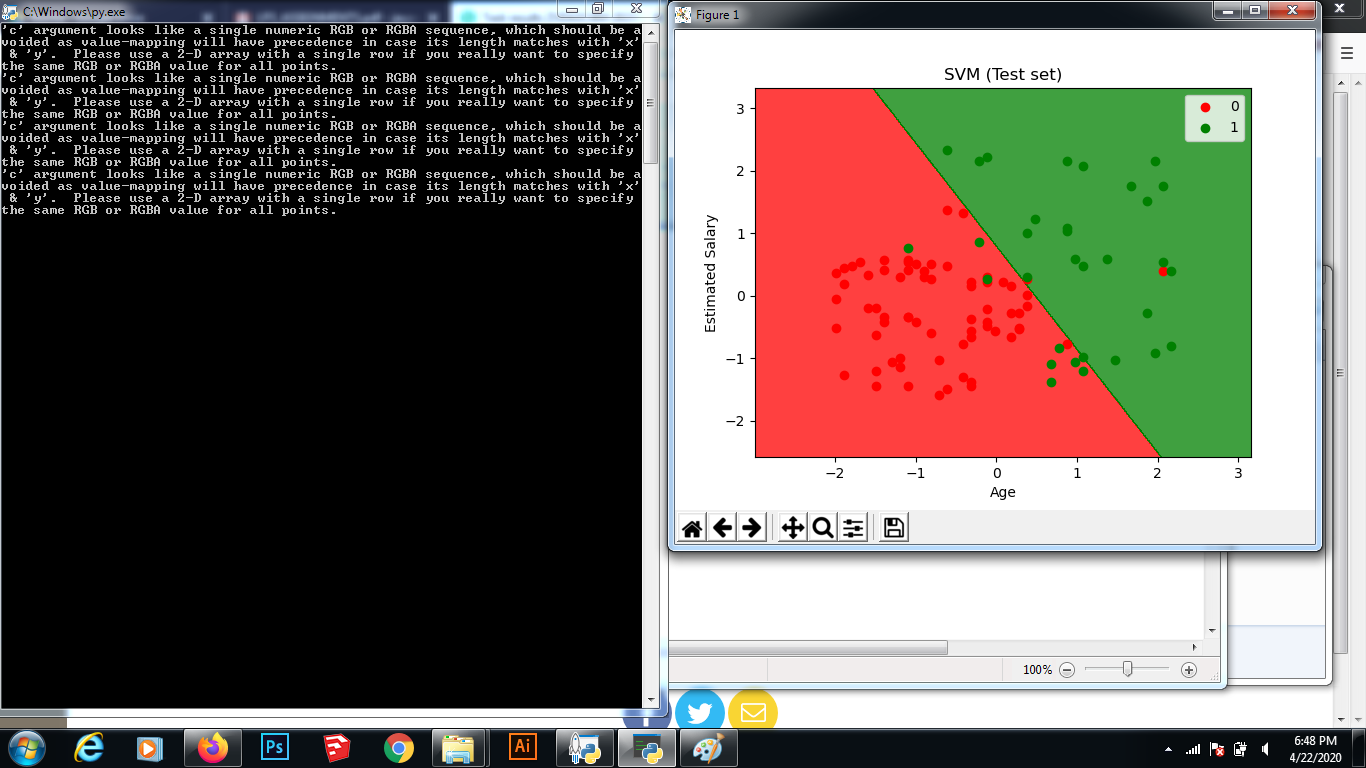 C:\Windows\py.exe
'c' argument looks like a single numeric RGB or RGBA sequence, which should be a
voided as value-mapping will have precedence in case its length matches with 'x'
& 'y'.  Please use a 2-D array with a single row if you really want to specify
the same RGB or RGBA value for all points.
'c' argument looks like a single numeric RGB or RGBA sequence, which should be a
voided as value-mapping will have precedence in case its length matches with 'x'
& 'y'.  Please use a 2-D array with a single row if you really want to specify
the same RGB or RGBA value for all points.
'c' argument looks like a single numeric RGB or RGBA sequence, which should be a
voided as value-mapping will have precedence in case its length matches with 'x'
& 'y'.  Please use a 2-D array with a single row if you really want to specify
the same RGB or RGBA value for all points.
'c' argument looks like a single numeric RGB or RGBA sequence, which should be a
voided as value-mapping will have precedence in case its length matches with 'x'
& 'y'.  Please use a 2-D array with a single row if you really want to specify
the same RGB or RGBA value for all points.
Figure 1
SVM (Test set)
0
1
3
2
1
0
−1
−2
Estimated Salary
−2 −1 0 1 2 3
Age
100%
Ps
Ai
6:48 PM
4/22/2020